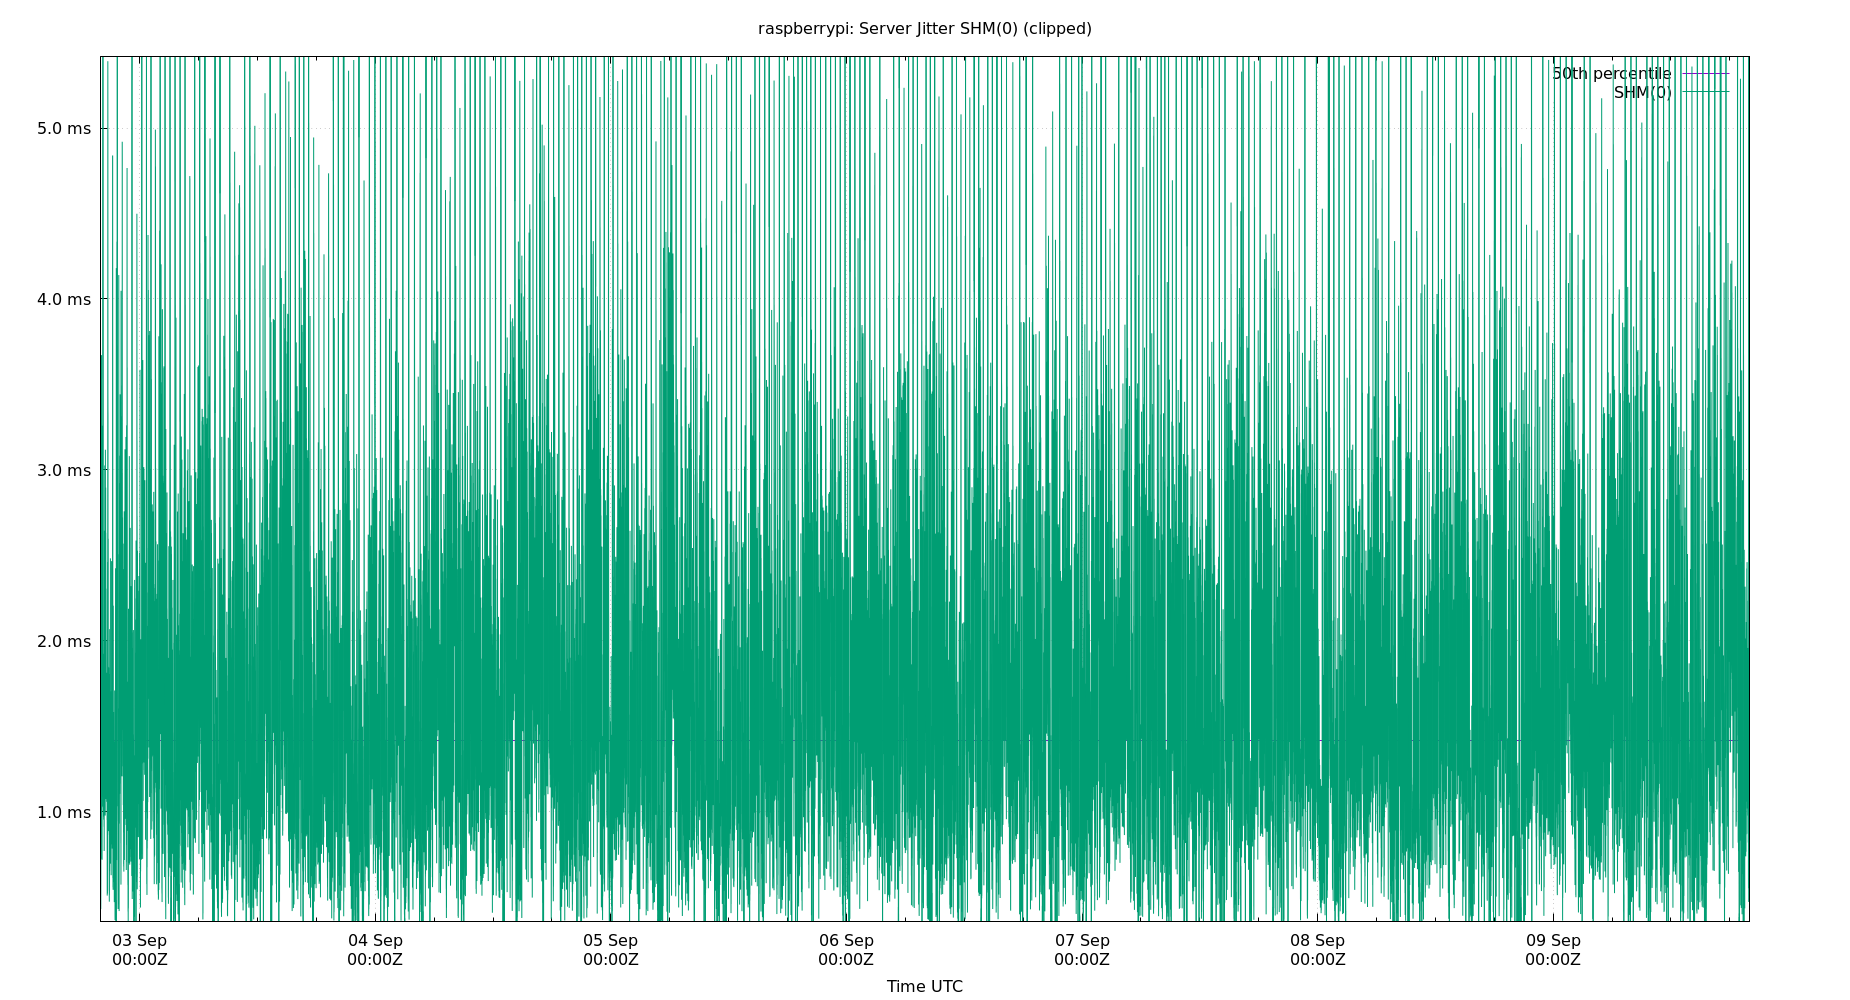 raspberrypi: Server Jitter SHM(0) (clipped)
50th percentile
SHM(0)
5.0 ms
4.0 ms
3.0 ms
2.0 ms
1.0 ms
03 Sep 04 Sep 05 Sep 06 Sep 07 Sep 08 Sep 09 Sep
00:00Z 00:00Z 00:00Z 00:00Z 00:00Z 00:00Z 00:00Z
Time UTC